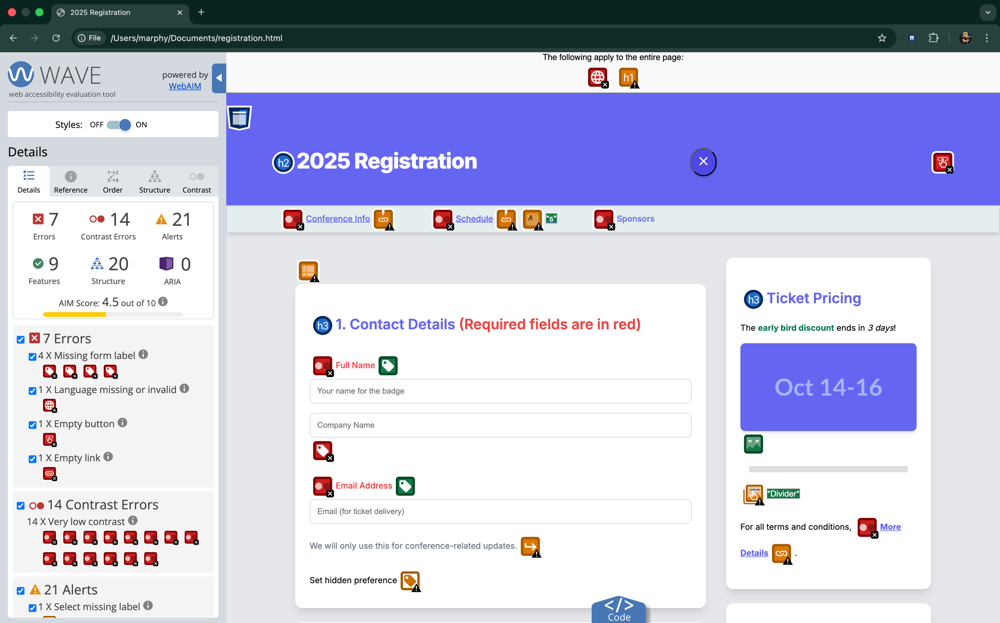 2025 Registration
File
/Users/marphy/Documents/registration.html
WAVE
web accessibility evaluation tool
powered by
WebAIM
Styles: OFF ON
Details
Details
Reference
Order
Structure
Contrast
7
Errors
14
Contrast Errors
21
Alerts
9
Features
20
Structure
0
ARIA
AIM Score: 4.5 out of 10
7 Errors
4 X Missing form label
1 X Language missing or invalid
1 X Empty button
1 X Empty link
14 Contrast Errors
14 X Very low contrast
21 Alerts
1 X Select missing label
The following apply to the entire page:
h1
h2 2025 Registration
Conference Info
Schedule
A
*s*
Sponsors
h3 1. Contact Details (Required fields are in red)
Full Name
Your name for the badge
Company Name
Email Address
Email (for ticket delivery)
We will only use this for conference-related updates.
Set hidden preference
</>
Code
h3 Ticket Pricing
The early bird discount ends in 3 days!
Oct 14-16
*Divider*
For all terms and conditions, More
Details .